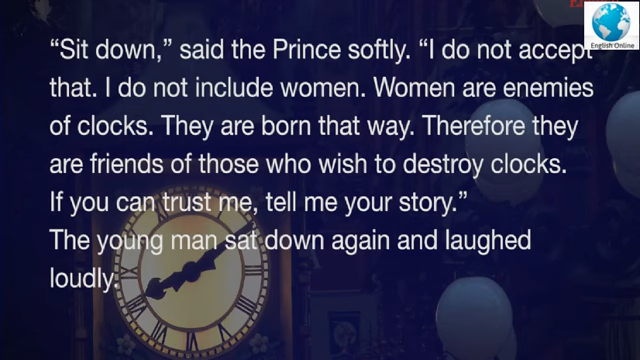 “Sit down,” said the Prince softly. “I do not accept
that. I do not include women. Women are enemies
of clocks. They are born that way. Therefore they
are friends of those who wish to destroy clocks.
If you can trust me, tell me your story.”
The young man sat down again and laughed
loudly.
English Online